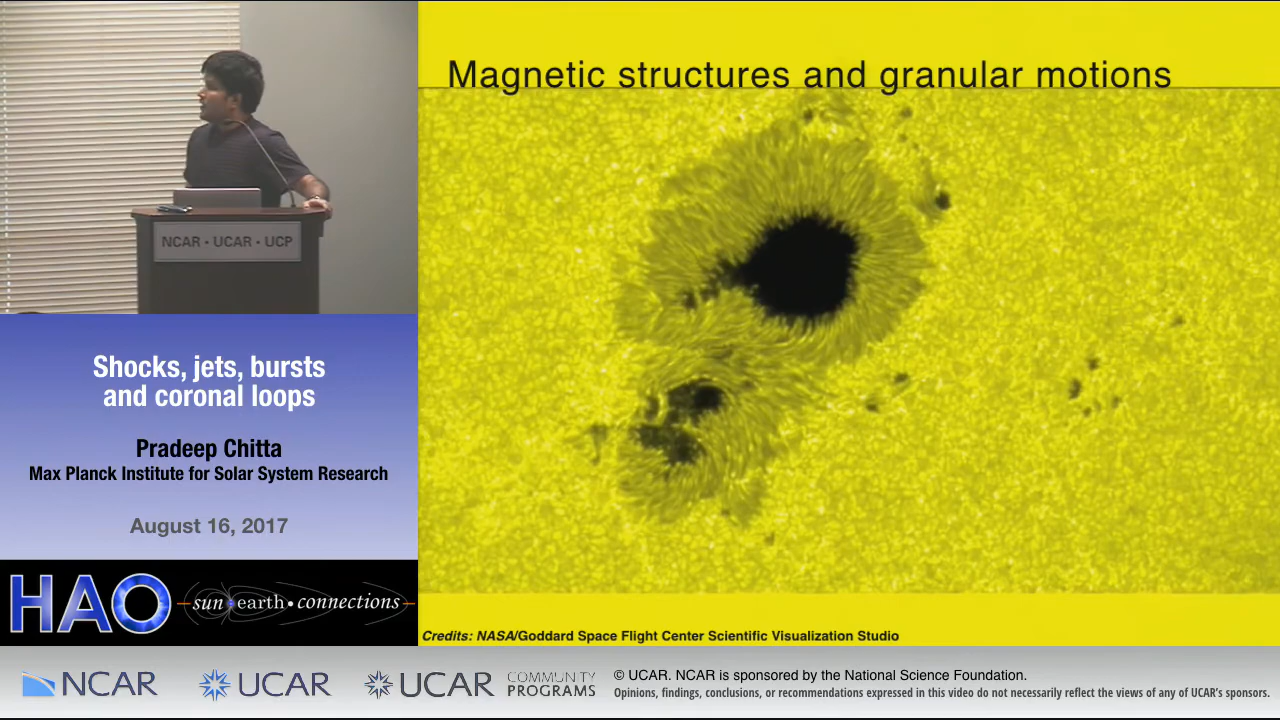 Magnetic structures and granular motions
NCAR • UCAR • UCP
Shocks, jets, bursts
and coronal loops
Pradeep Chitta
Max Planck Institute for Solar System Research
August 16, 2017
HAO
sun • earth • connections
Credits: NASA/Goddard Space Flight Center Scientific Visualization Studio
NCAR
UCAR
UCAR
COMMUNITY
PROGRAMS
© UCAR. NCAR is sponsored by the National Science Foundation.
Opinions, findings, conclusions, or recommendations expressed in this video do not necessarily reflect the views of any of UCAR's sponsors.